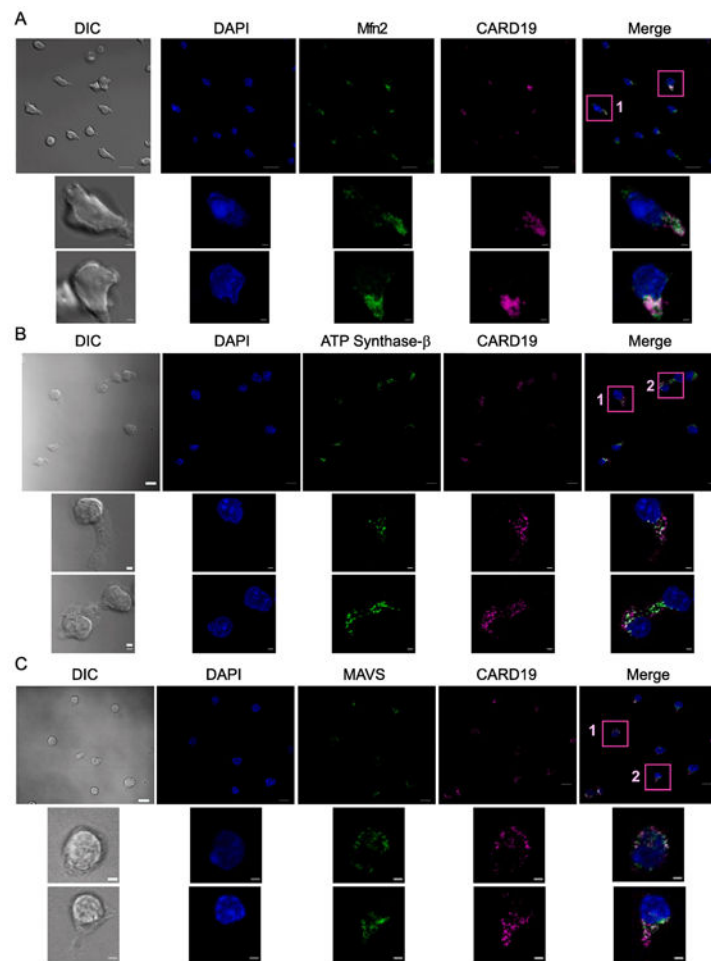 A
DIC DAPI Mfn2 CARD19 Merge
1
B
DIC DAPI ATP Synthase-β CARD19 Merge
1 2
C
DIC DAPI MAVS CARD19 Merge
1
2